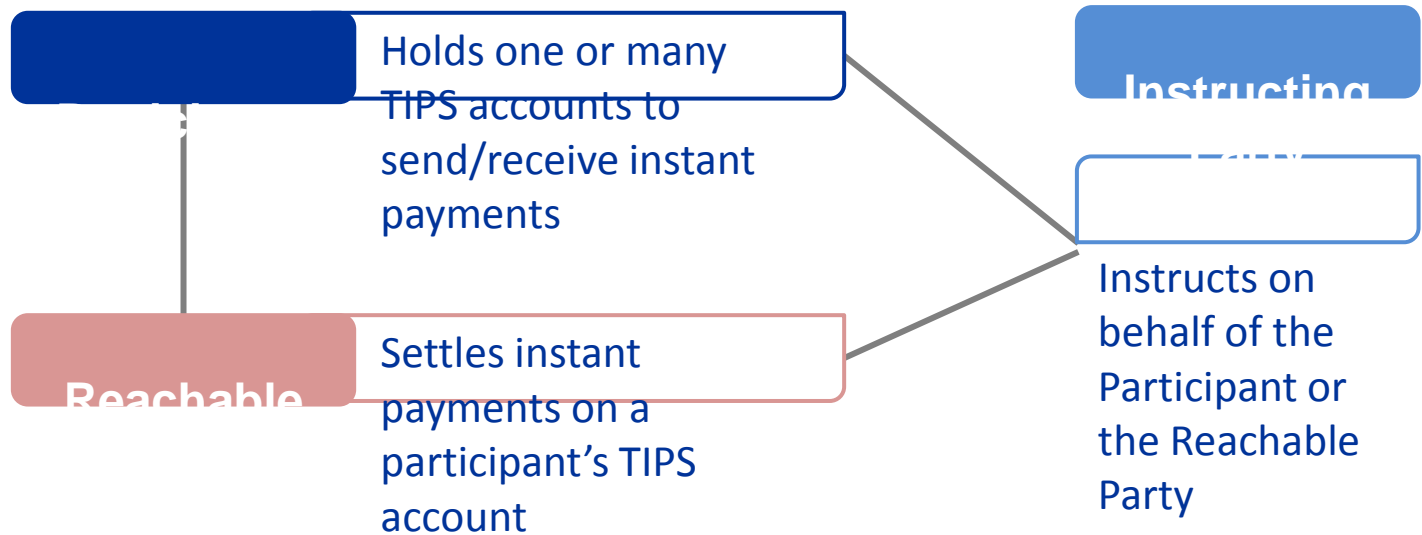 Holds one or many
TIPS accounts to
send/receive instant
payments
Reachable
Settles instant
payments on a
participant’s TIPS
account
Instructing
Instructs on
behalf of the
Participant or
the Reachable
Party